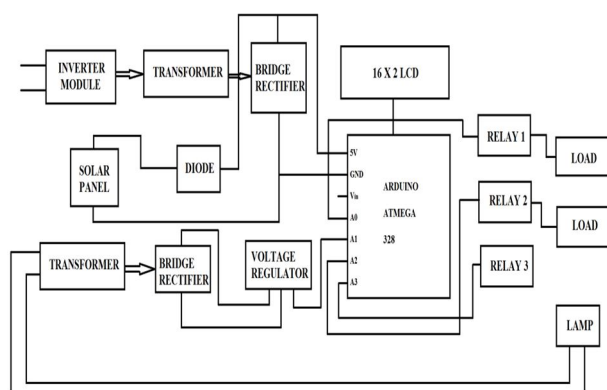 INVERTER
MODULE
TRANSFORMER
BRIDGE
RECTIFIER
16 X 2 LCD
RELAY 1
LOAD
SOLAR
PANEL
DIODE
5V
GND
Vin
A0
A1
A2
A3
ARDUINO
ATMEGA
328
RELAY 2
LOAD
TRANSFORMER
BRIDGE
RECTIFIER
VOLTAGE
REGULATOR
RELAY 3
LAMP